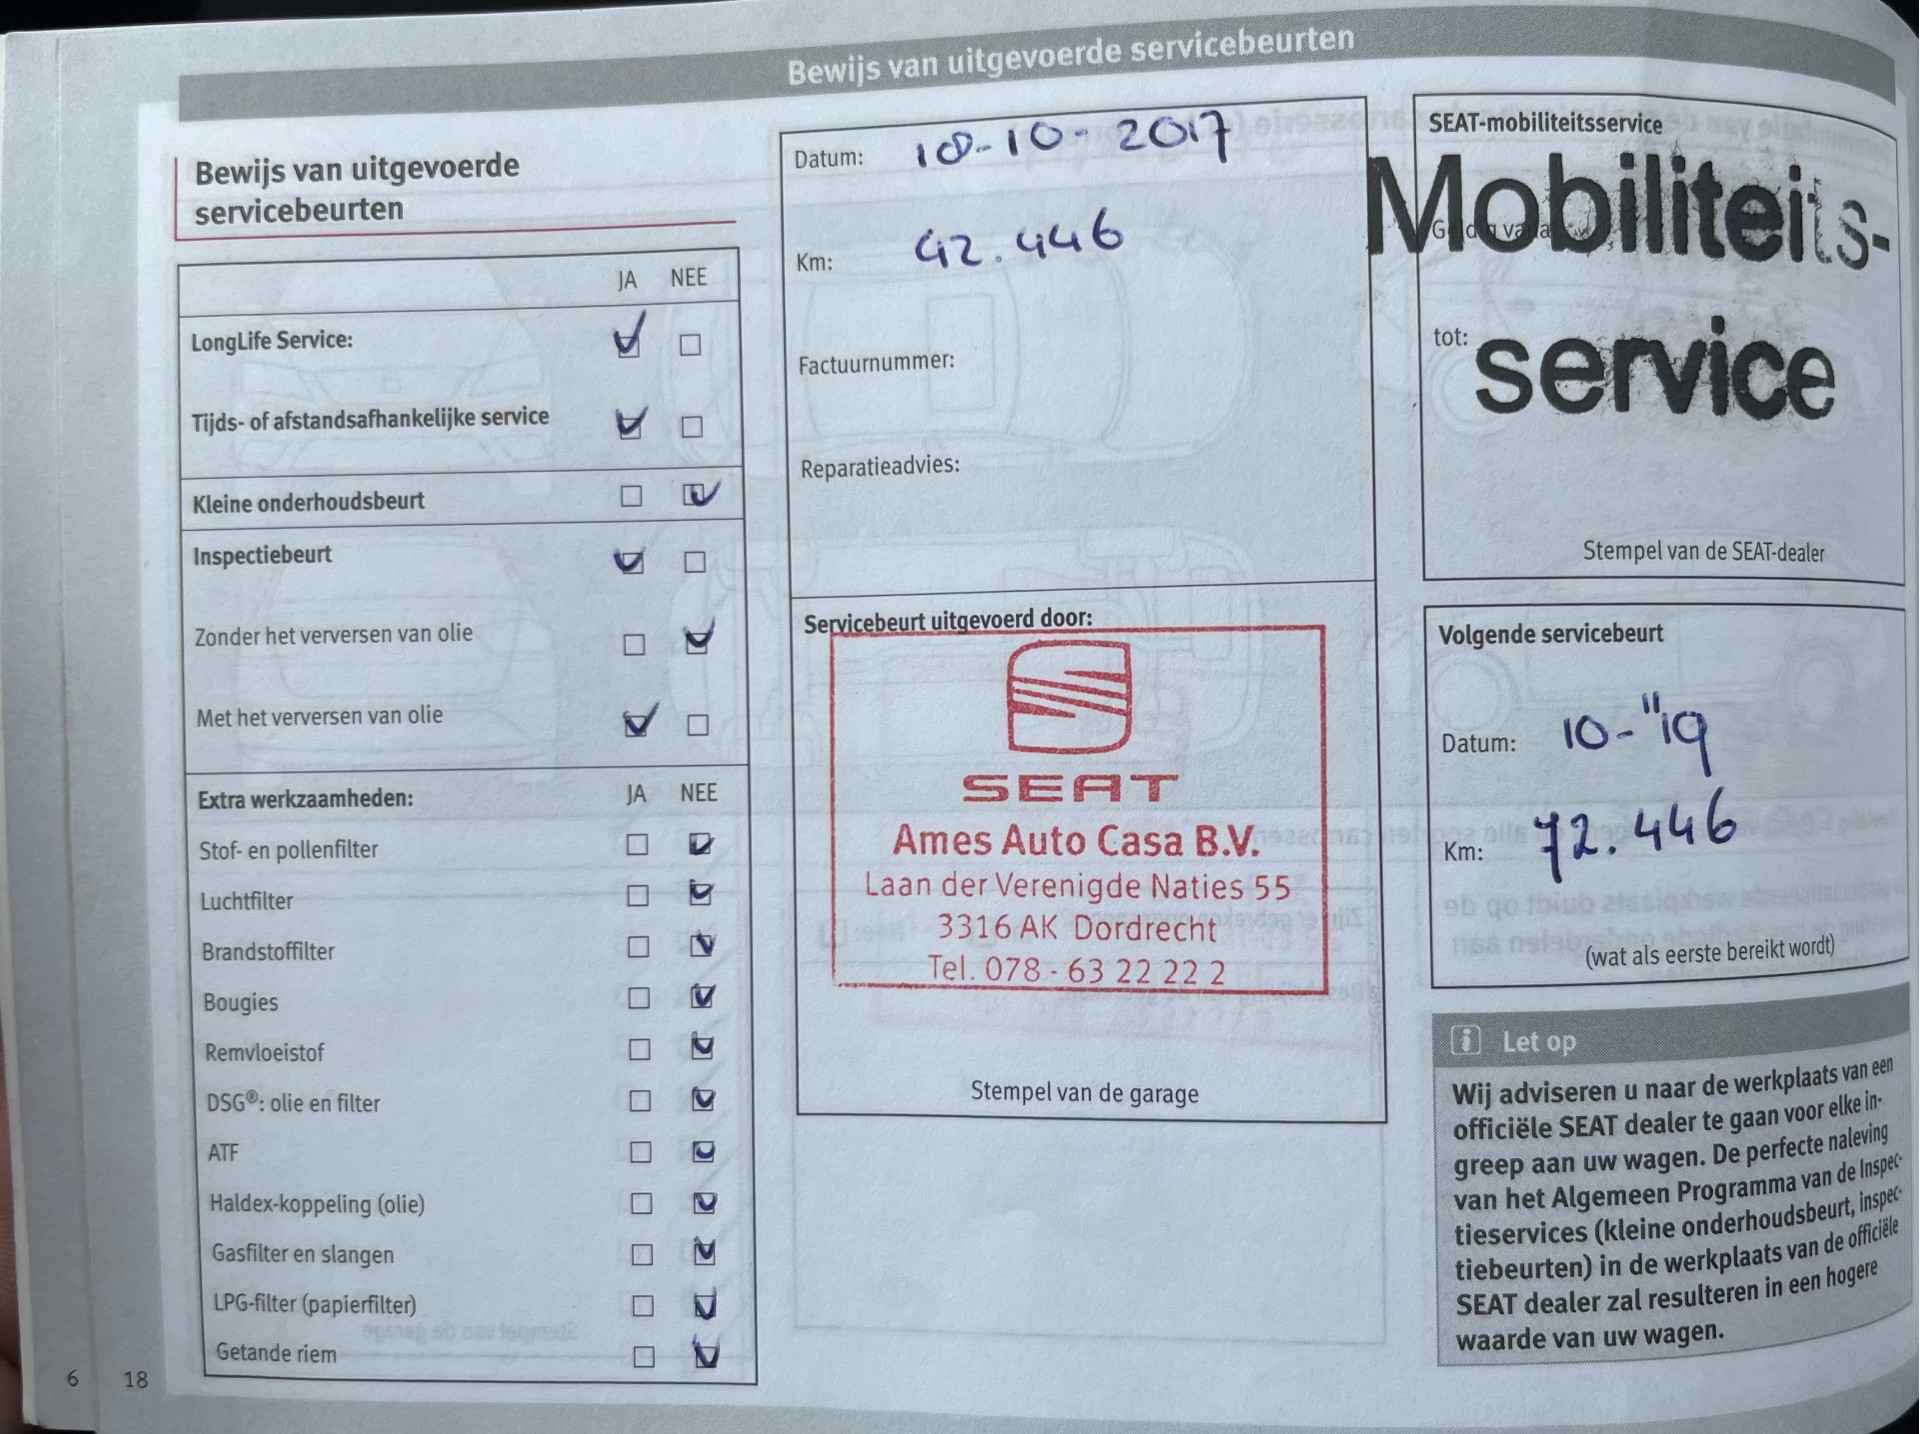 Bewijs van uitgevoerde servicebeurten
Bewijs van uitgevoerde
servicebeurten
JA NEE
LongLife Service:
Tijds- of afstandsafhankelijke service
Kleine onderhoudsbeurt
Inspectiebeurt
Zonder het verversen van olie
Met het verversen van olie
Extra werkzaamheden: JA NEE
Stof- en pollenfilter
Luchtfilter
Brandstoffilter
Bougies
Remvloeistof
DSG®: olie en filter
ATF
Haldex-koppeling (olie)
Gasfilter en slangen
LPG-filter (papierfilter)
Getande riem
Datum: 18-10-2017
Km: 42.446
Factuurnummer:
Reparatieadvies:
Servicebeurt uitgevoerd door:
SEAT
Ames Auto Casa B.V.
Laan der Verenigde Naties 55
3316 AK Dordrecht
Tel. 078 - 63 22 22 2
Stempel van de garage
SEAT-mobiliteitsservice
Mobiliteits-
tot:
service
Stempel van de SEAT-dealer
Volgende servicebeurt
Datum: 10-"19
Km: 72.446
(wat als eerste bereikt wordt)
Let op
Wij adviseren u naar de werkplaats van een
officiële SEAT dealer te gaan voor elke in-
greep aan uw wagen. De perfecte naleving
van het Algemeen Programma van de Inspec-
tieservices (kleine onderhoudsbeurt, inspec-
tiebeurten) in de werkplaats van de officiële
SEAT dealer zal resulteren in een hogere
waarde van uw wagen.
6 18